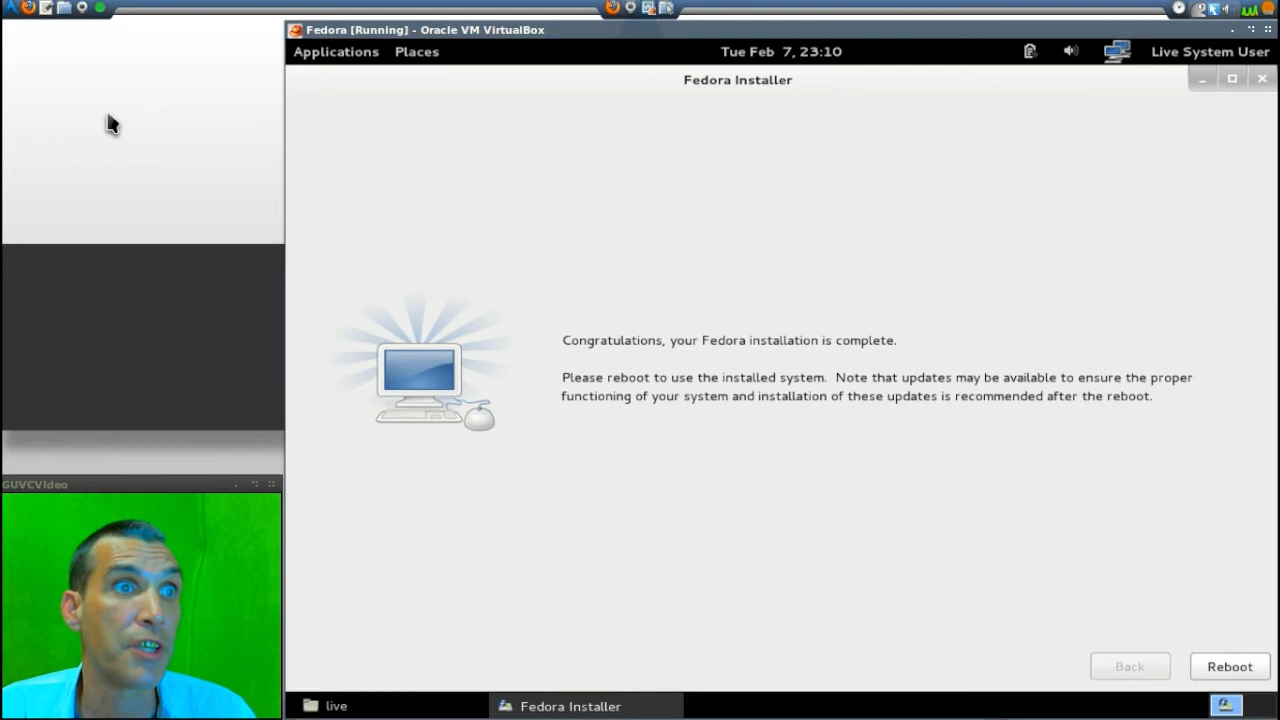 Fedora [Running] - Oracle VM VirtualBox
Applications Places Tue Feb 7, 23:10 Live System User
Fedora Installer
Congratulations, your Fedora installation is complete.
Please reboot to use the installed system. Note that updates may be available to ensure the proper
functioning of your system and installation of these updates is recommended after the reboot.
GUVCVideo
Back Reboot
live Fedora Installer